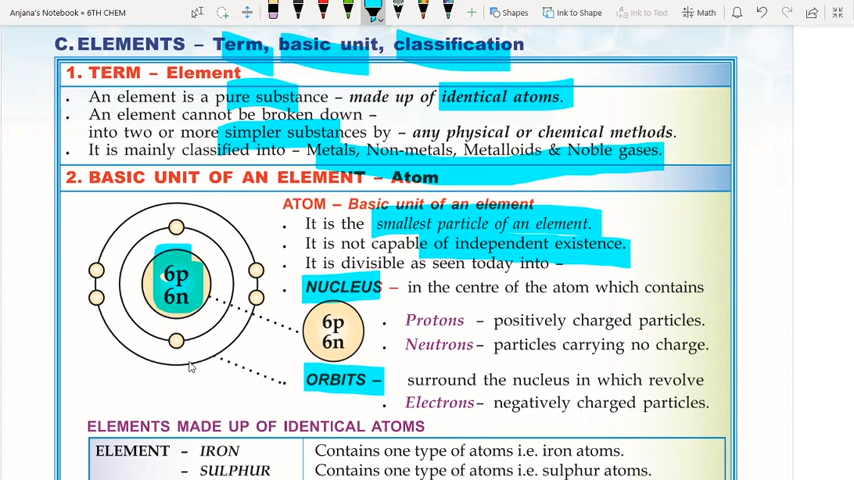 Anjana's Notebook » 6TH CHEM
Shapes
Ink to Shape
Ink to Text
Math
C. ELEMENTS – Term, basic unit, classification
1. TERM – Element
• An element is a pure substance – made up of identical atoms.
• An element cannot be broken down –
into two or more simpler substances by – any physical or chemical methods.
• It is mainly classified into – Metals, Non-metals, Metalloids & Noble gases.
2. BASIC UNIT OF AN ELEMENT – Atom
ATOM – Basic unit of an element
• It is the smallest particle of an element.
• It is not capable of independent existence.
• It is divisible as seen today into –
6p
6n
• NUCLEUS – in the centre of the atom which contains
6p
6n
• Protons – positively charged particles.
• Neutrons – particles carrying no charge.
ORBITS – surround the nucleus in which revolve
• Electrons – negatively charged particles.
ELEMENTS MADE UP OF IDENTICAL ATOMS
ELEMENT – IRON Contains one type of atoms i.e. iron atoms.
– SULPHUR Contains one type of atoms i.e. sulphur atoms.